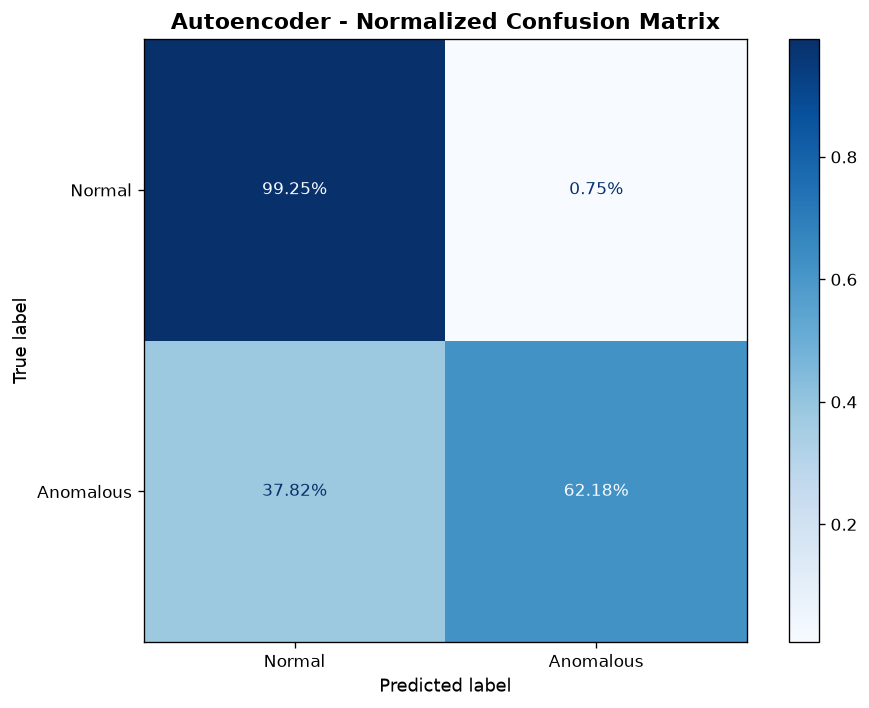 Autoencoder - Normalized Confusion Matrix
True label
Normal
99.25%
0.75%
Anomalous
37.82%
62.18%
Normal
Anomalous
Predicted label
0.8
0.6
0.4
0.2